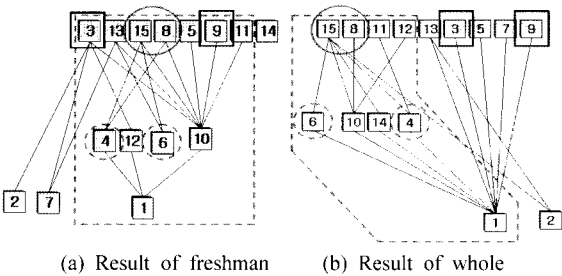 3 13 15 8 5 9 11 14
15 8 11 12 13 3 5 7 9
4 12 6 10
6 10 14 4
2 7 1
1 2
(a) Result of freshman
(b) Result of whole